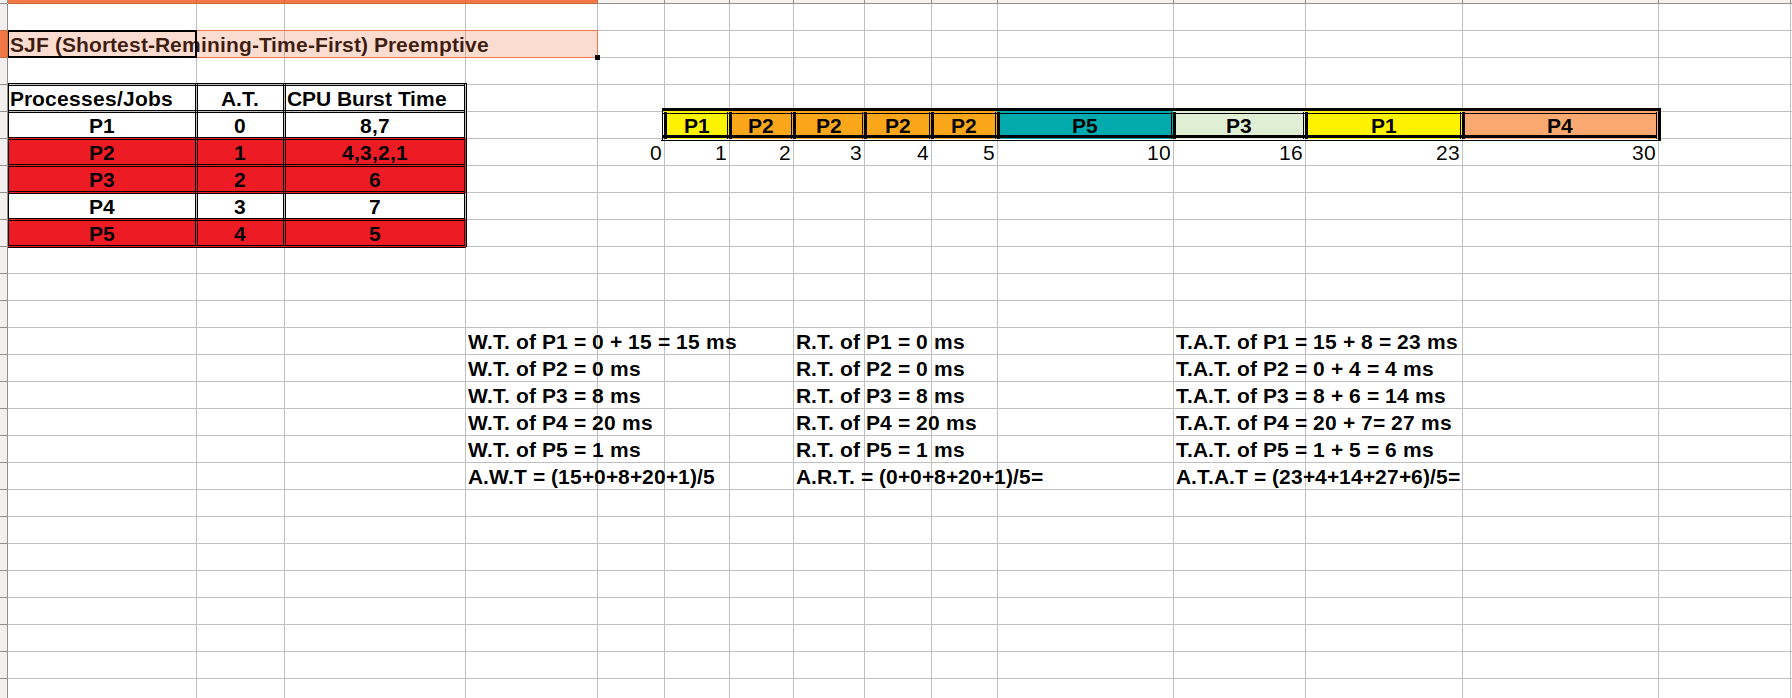 SJF (Shortest-Remining-Time-First) Preemptive
Processes/Jobs A.T. CPU Burst Time
P1 0 8,7
P2 1 4,3,2,1
P3 2 6
P4 3 7
P5 4 5
P1 P2 P2 P2 P2 P5 P3 P1 P4
0 1 2 3 4 5 10 16 23 30
W.T. of P1 = 0 + 15 = 15 ms R.T. of P1 = 0 ms T.A.T. of P1 = 15 + 8 = 23 ms
W.T. of P2 = 0 ms R.T. of P2 = 0 ms T.A.T. of P2 = 0 + 4 = 4 ms
W.T. of P3 = 8 ms R.T. of P3 = 8 ms T.A.T. of P3 = 8 + 6 = 14 ms
W.T. of P4 = 20 ms R.T. of P4 = 20 ms T.A.T. of P4 = 20 + 7= 27 ms
W.T. of P5 = 1 ms R.T. of P5 = 1 ms T.A.T. of P5 = 1 + 5 = 6 ms
A.W.T = (15+0+8+20+1)/5 A.R.T. = (0+0+8+20+1)/5= A.T.A.T = (23+4+14+27+6)/5=